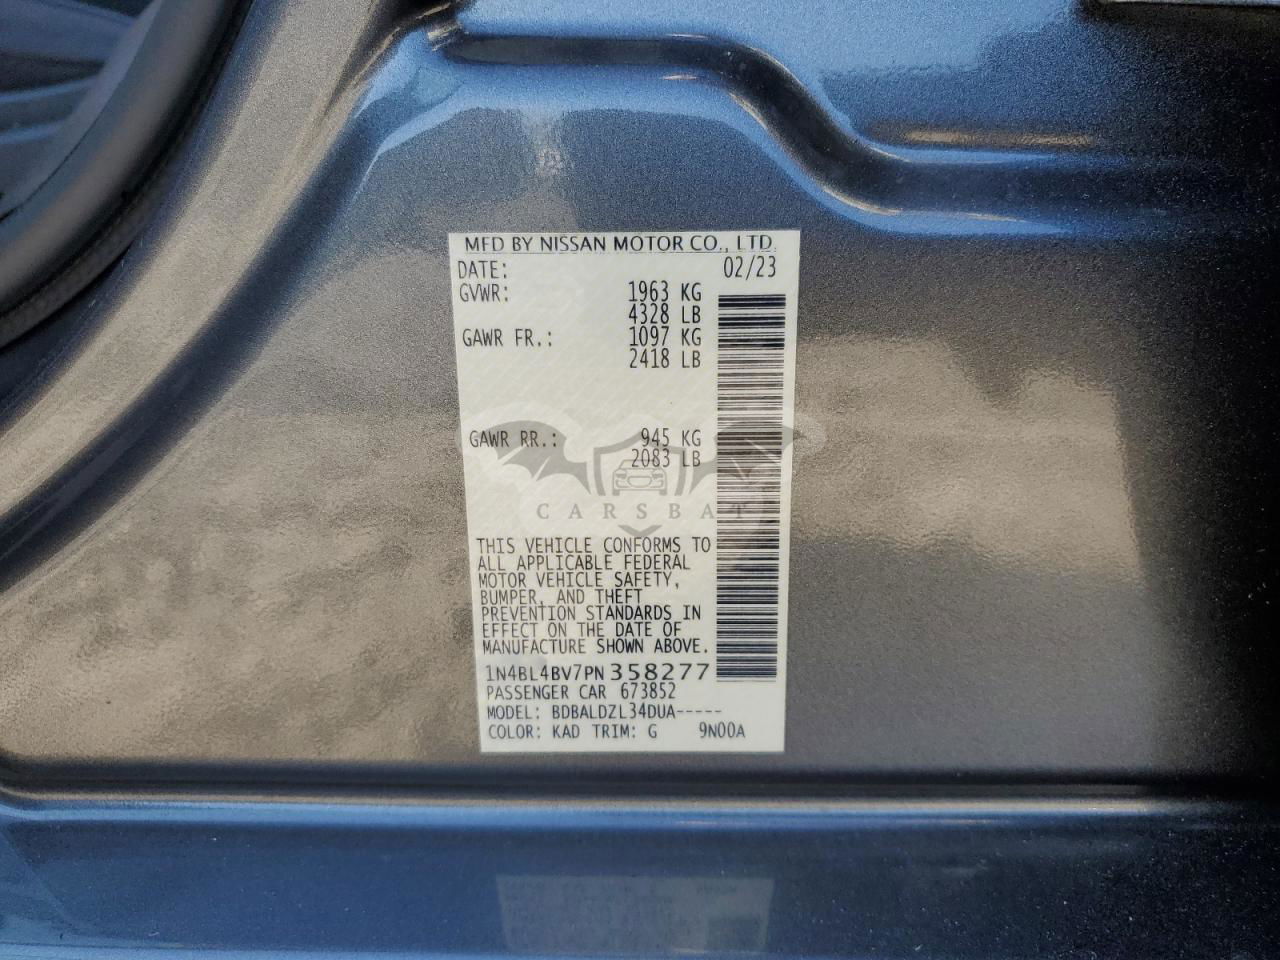 MFD BY NISSAN MOTOR CO., LTD.
DATE: 02/23
GVWR: 1963 KG
4328 LB
GAWR FR.: 1097 KG
2418 LB
GAWR RR.: 945 KG
2083 LB
CARSBAT
THIS VEHICLE CONFORMS TO
ALL APPLICABLE FEDERAL
MOTOR VEHICLE SAFETY,
BUMPER, AND THEFT
PREVENTION STANDARDS IN
EFFECT ON THE DATE OF
MANUFACTURE SHOWN ABOVE.
1N4BL4BV7PN358277
PASSENGER CAR 673852
MODEL: BDBALDZL34DUA-----
COLOR: KAD TRIM: G 9N00A